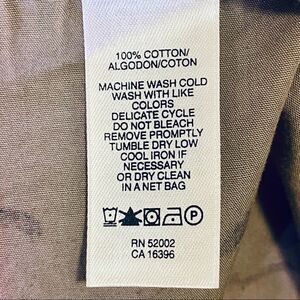 100% COTTON/
ALGODON/COTON
MACHINE WASH COLD
WASH WITH LIKE
COLORS
DELICATE CYCLE
DO NOT BLEACH
REMOVE PROMPTLY
TUMBLE DRY LOW
COOL IRON IF
NECESSARY
OR DRY CLEAN
IN A NET BAG
P
RN 52002
CA 16396